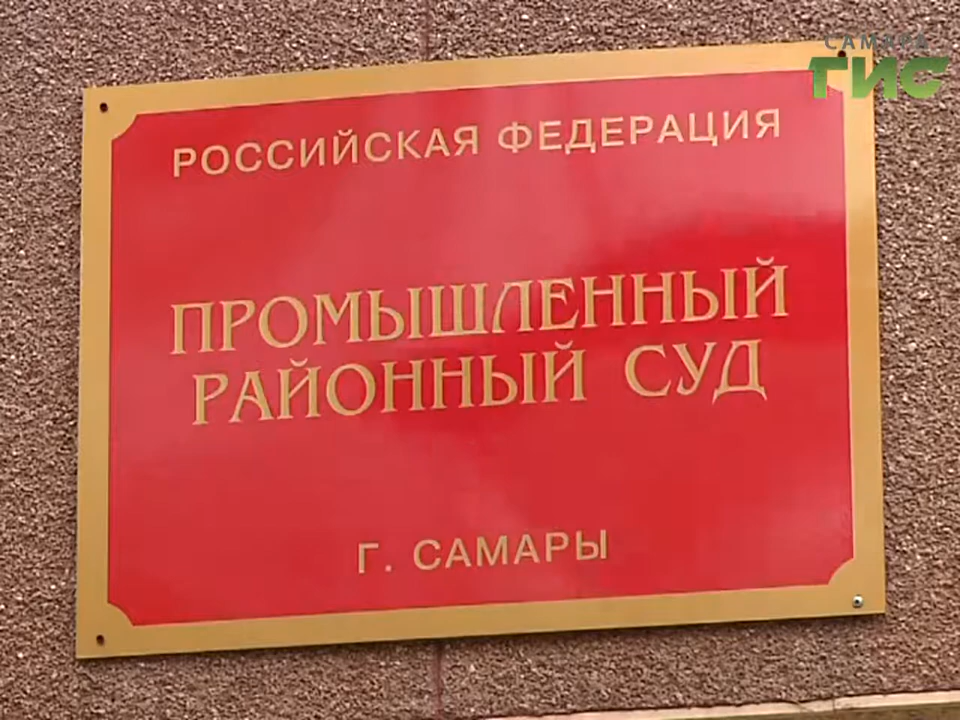 САМАРА
ГИС
РОССИЙСКАЯ ФЕДЕРАЦИЯ
ПРОМЫШЛЕННЫЙ
РАЙОННЫЙ СУД
Г. САМАРЫ